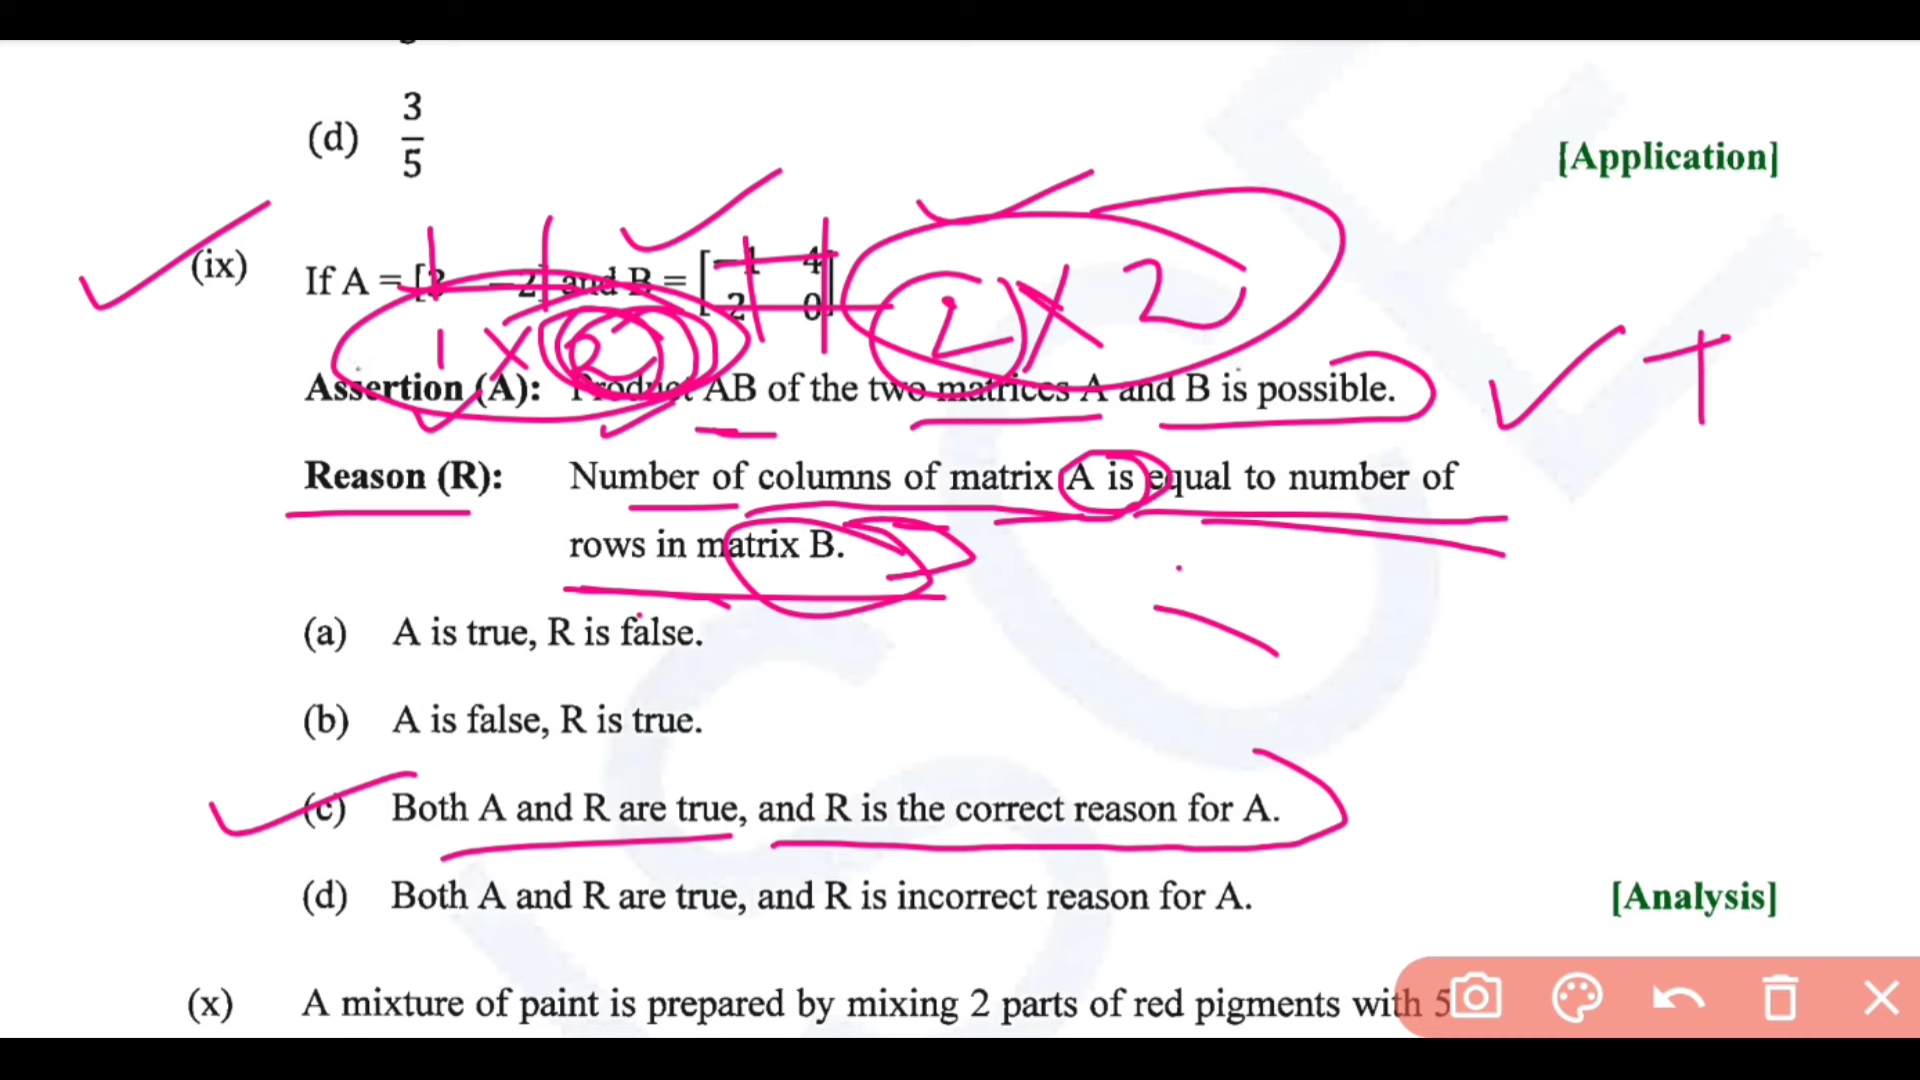 (d) 3/5
[Application]
(ix) If A = [3 −2] and B = [−1 4
2 0]
1 × 2 2 × 2
Assertion (A): Product AB of the two matrices A and B is possible. T
Reason (R): Number of columns of matrix A is equal to number of
rows in matrix B.
(a) A is true, R is false.
(b) A is false, R is true.
(c) Both A and R are true, and R is the correct reason for A.
(d) Both A and R are true, and R is incorrect reason for A. [Analysis]
(x) A mixture of paint is prepared by mixing 2 parts of red pigments with 5